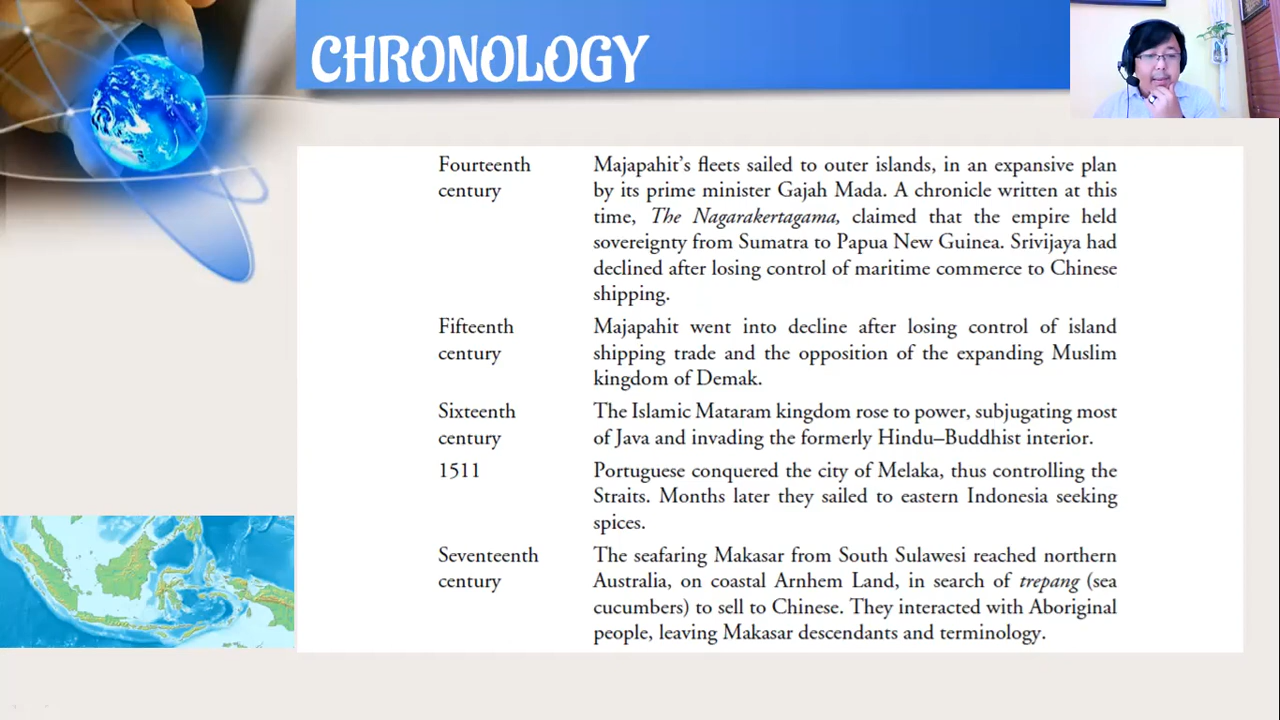 CHRONOLOGY
Fourteenth
century
Majapahit's fleets sailed to outer islands, in an expansive plan
by its prime minister Gajah Mada. A chronicle written at this
time, The Nagarakertagama, claimed that the empire held
sovereignty from Sumatra to Papua New Guinea. Srivijaya had
declined after losing control of maritime commerce to Chinese
shipping.
Fifteenth
century
Majapahit went into decline after losing control of island
shipping trade and the opposition of the expanding Muslim
kingdom of Demak.
Sixteenth
century
The Islamic Mataram kingdom rose to power, subjugating most
of Java and invading the formerly Hindu–Buddhist interior.
1511
Portuguese conquered the city of Melaka, thus controlling the
Straits. Months later they sailed to eastern Indonesia seeking
spices.
Seventeenth
century
The seafaring Makasar from South Sulawesi reached northern
Australia, on coastal Arnhem Land, in search of trepang (sea
cucumbers) to sell to Chinese. They interacted with Aboriginal
people, leaving Makasar descendants and terminology.